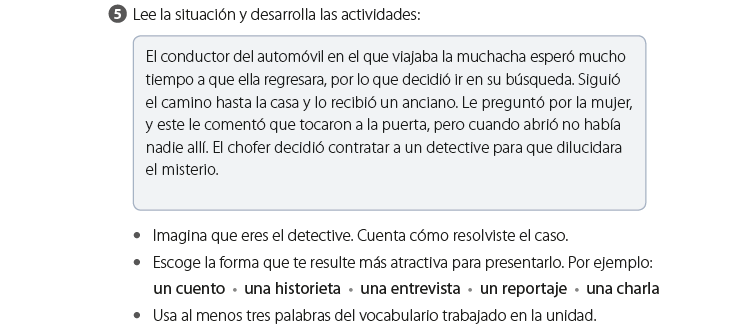 5 Lee la situación y desarrolla las actividades:
El conductor del automóvil en el que viajaba la muchacha esperó mucho
tiempo a que ella regresara, por lo que decidió ir en su búsqueda. Siguió
el camino hasta la casa y lo recibió un anciano. Le preguntó por la mujer,
y este le comentó que tocaron a la puerta, pero cuando abrió no había
nadie allí. El chofer decidió contratar a un detective para que dilucidara
el misterio.
• Imagina que eres el detective. Cuenta cómo resolviste el caso.
• Escoge la forma que te resulte más atractiva para presentarlo. Por ejemplo:
un cuento • una historieta • una entrevista • un reportaje • una charla
• Usa al menos tres palabras del vocabulario trabajado en la unidad.